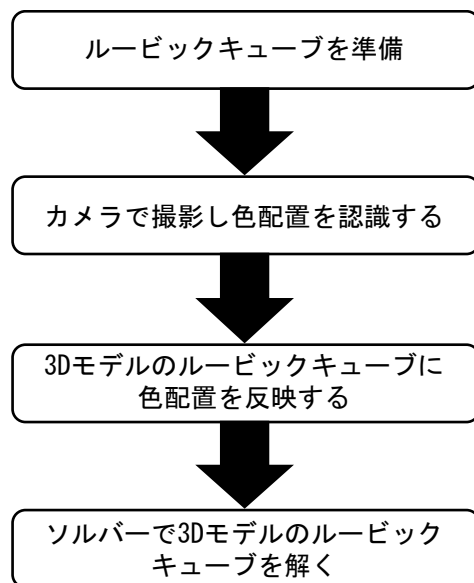 ルービックキューブを準備
カメラで撮影し色配置を認識する
3Dモデルのルービックキューブに
色配置を反映する
ソルバーで3Dモデルのルービック
キューブを解く